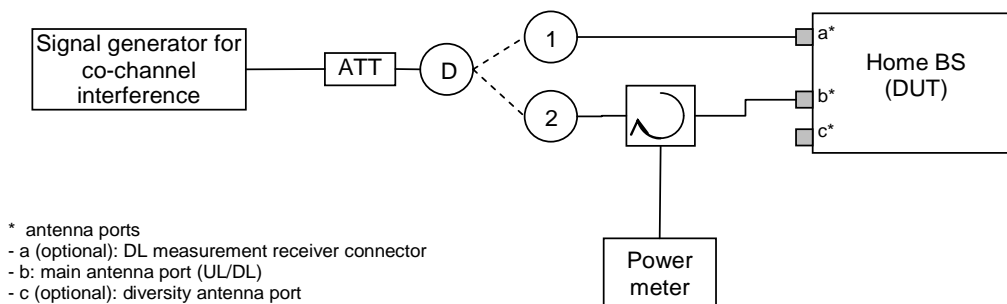 Signal generator for
co-channel
interference
ATT
D
1
2
a*
b*
c*
Home BS
(DUT)
Power
meter
* antenna ports
- a (optional): DL measurement receiver connector
- b: main antenna port (UL/DL)
- c (optional): diversity antenna port